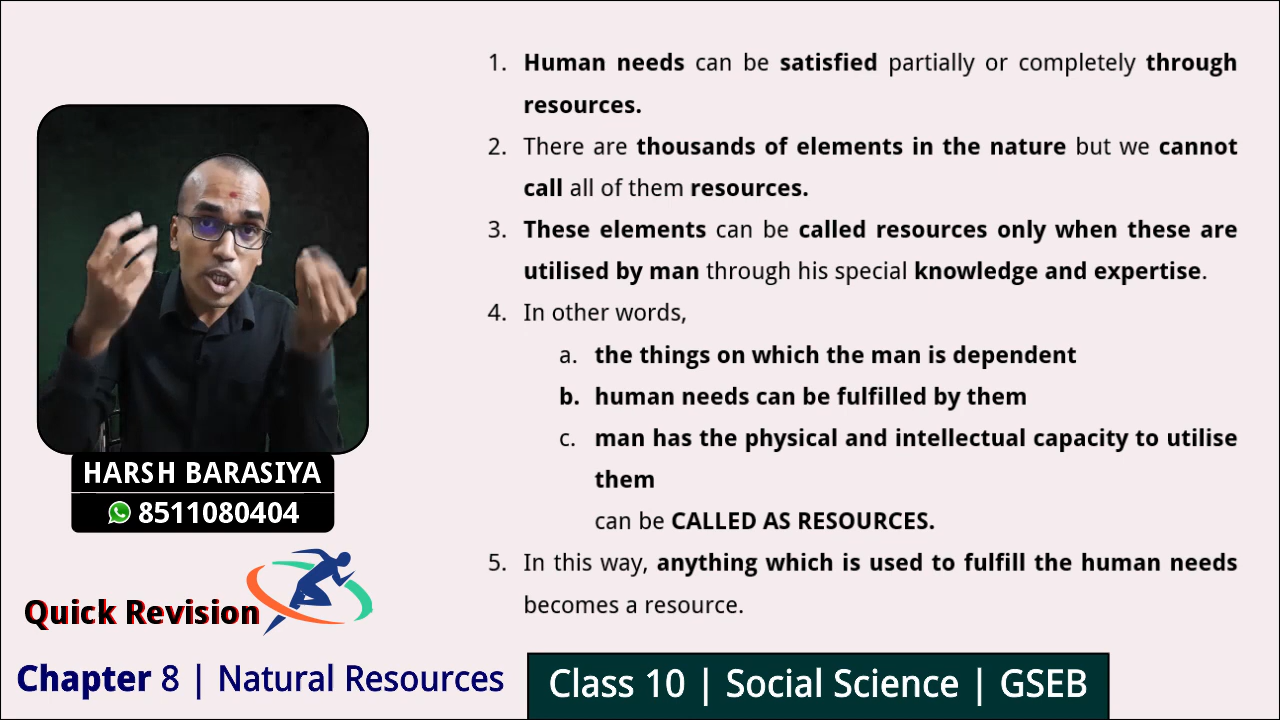 1. Human needs can be satisfied partially or completely through
resources.
2. There are thousands of elements in the nature but we cannot
call all of them resources.
3. These elements can be called resources only when these are
utilised by man through his special knowledge and expertise.
4. In other words,
a. the things on which the man is dependent
b. human needs can be fulfilled by them
c. man has the physical and intellectual capacity to utilise
them
can be CALLED AS RESOURCES.
5. In this way, anything which is used to fulfill the human needs
becomes a resource.
HARSH BARASIYA
8511080404
Quick Revision
Chapter 8 | Natural Resources
Class 10 | Social Science | GSEB